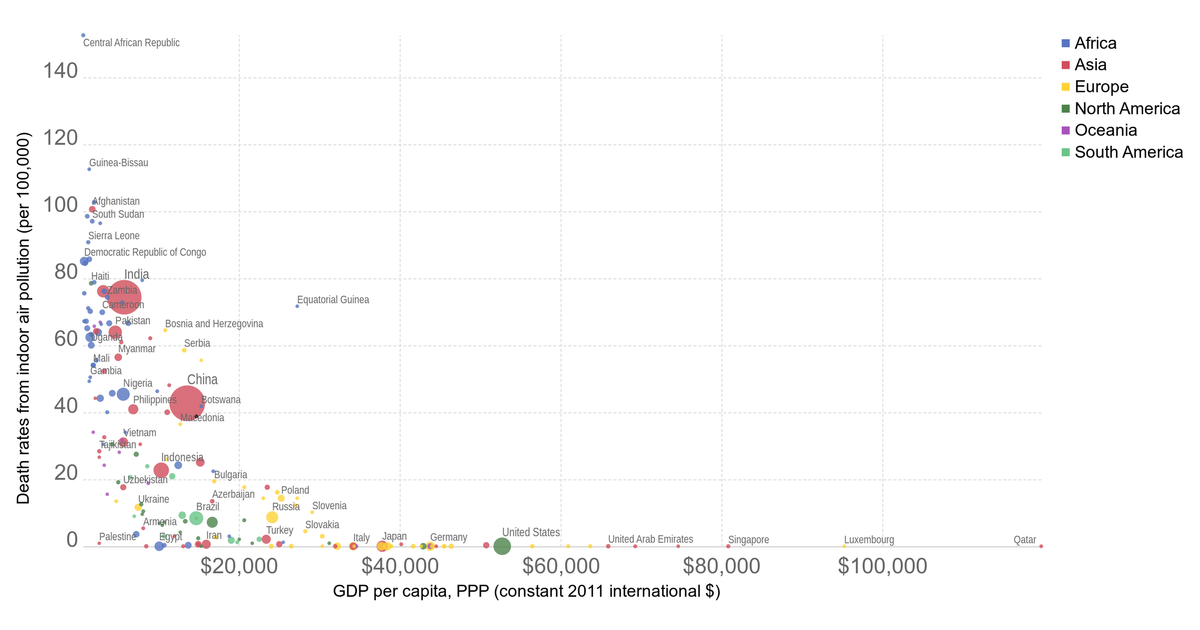 Central African Republic
140
120
Guinea-Bissau
Afghanistan
100
South Sudan
Sierra Leone
Democratic Republic of Congo
80
Haiti
India
Zambia
Cameroon
Equatorial Guinea
Pakistan
Bosnia and Herzegovina
Uganda
60
Myanmar
Serbia
Mali
Gambia
China
Nigeria
Philippines
Botswana
40
Macedonia
Vietnam
Tajikistan
Indonesia
20
Uzbekistan
Bulgaria
Ukraine
Azerbaijan
Poland
Brazil
Russia
Slovenia
Armenia
Slovakia
Palestine
Egypt
Iran
Turkey
Italy
Japan
Germany
United States
United Arab Emirates
Singapore
Luxembourg
Qatar
0
$20,000
$40,000
$60,000
$80,000
$100,000
GDP per capita, PPP (constant 2011 international $)
Death rates from indoor air pollution (per 100,000)
Africa
Asia
Europe
North America
Oceania
South America